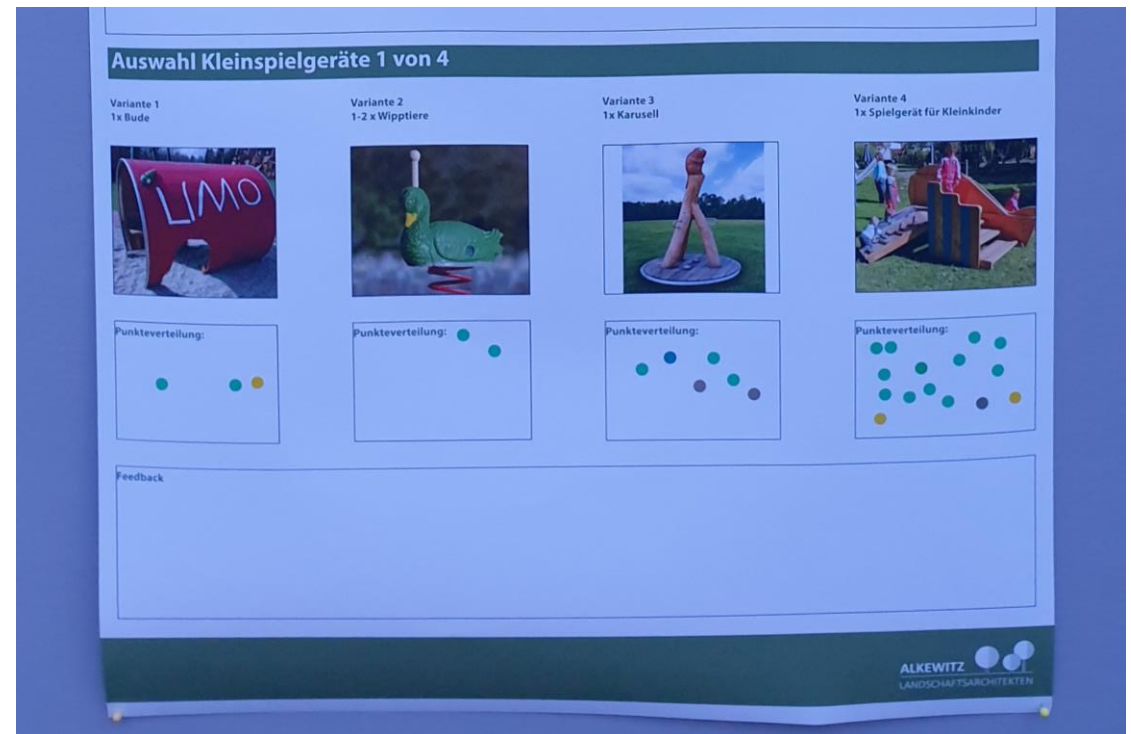 Auswahl Kleinspielgeräte 1 von 4
Variante 1
1x Bude
Variante 2
1-2 x Wipptiere
Variante 3
1x Karusell
Variante 4
1x Spielgerät für Kleinkinder
LIMO
Punkteverteilung:
Punkteverteilung:
Punkteverteilung:
Punkteverteilung:
Feedback
ALKEWITZ
LANDSCHAFTSARCHITEKTEN